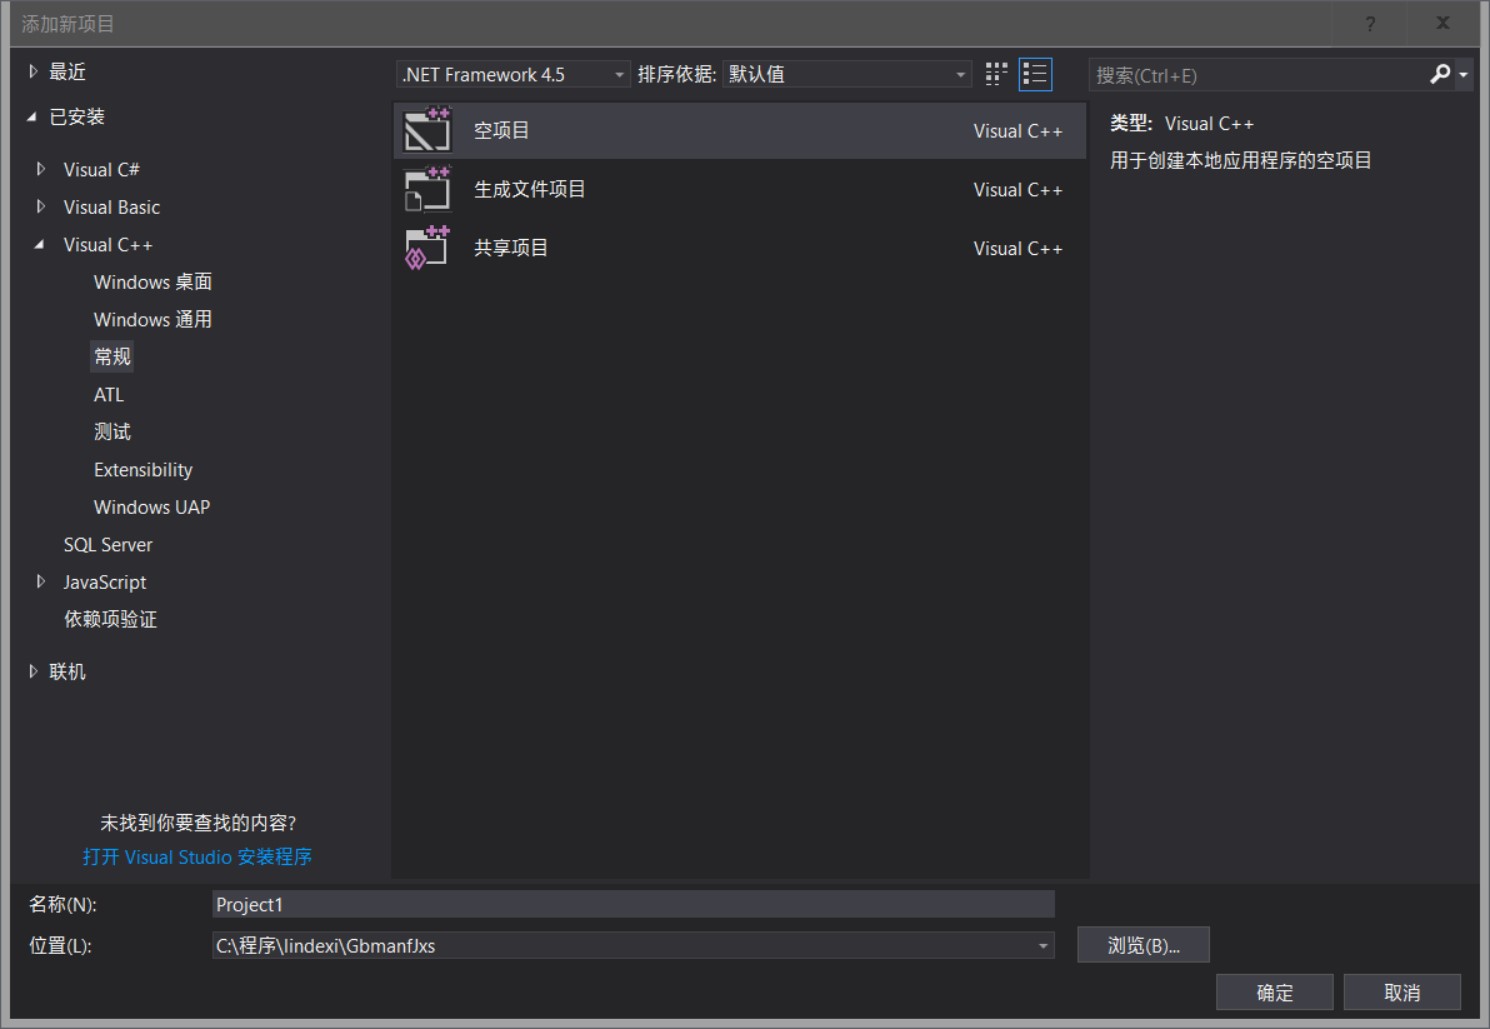 添加新项目
? x
最近
已安装
Visual C#
Visual Basic
Visual C++
Windows 桌面
Windows 通用
常规
ATL
测试
Extensibility
Windows UAP
SQL Server
JavaScript
依赖项验证
联机
未找到你要查找的内容?
打开 Visual Studio 安装程序
.NET Framework 4.5 排序依据: 默认值
空项目 Visual C++
生成文件项目 Visual C++
共享项目 Visual C++
搜索(Ctrl+E)
类型: Visual C++
用于创建本地应用程序的空项目
名称(N): Project1
位置(L): C:\程序\lindexi\GbmanfJxs 浏览(B)...
确定 取消